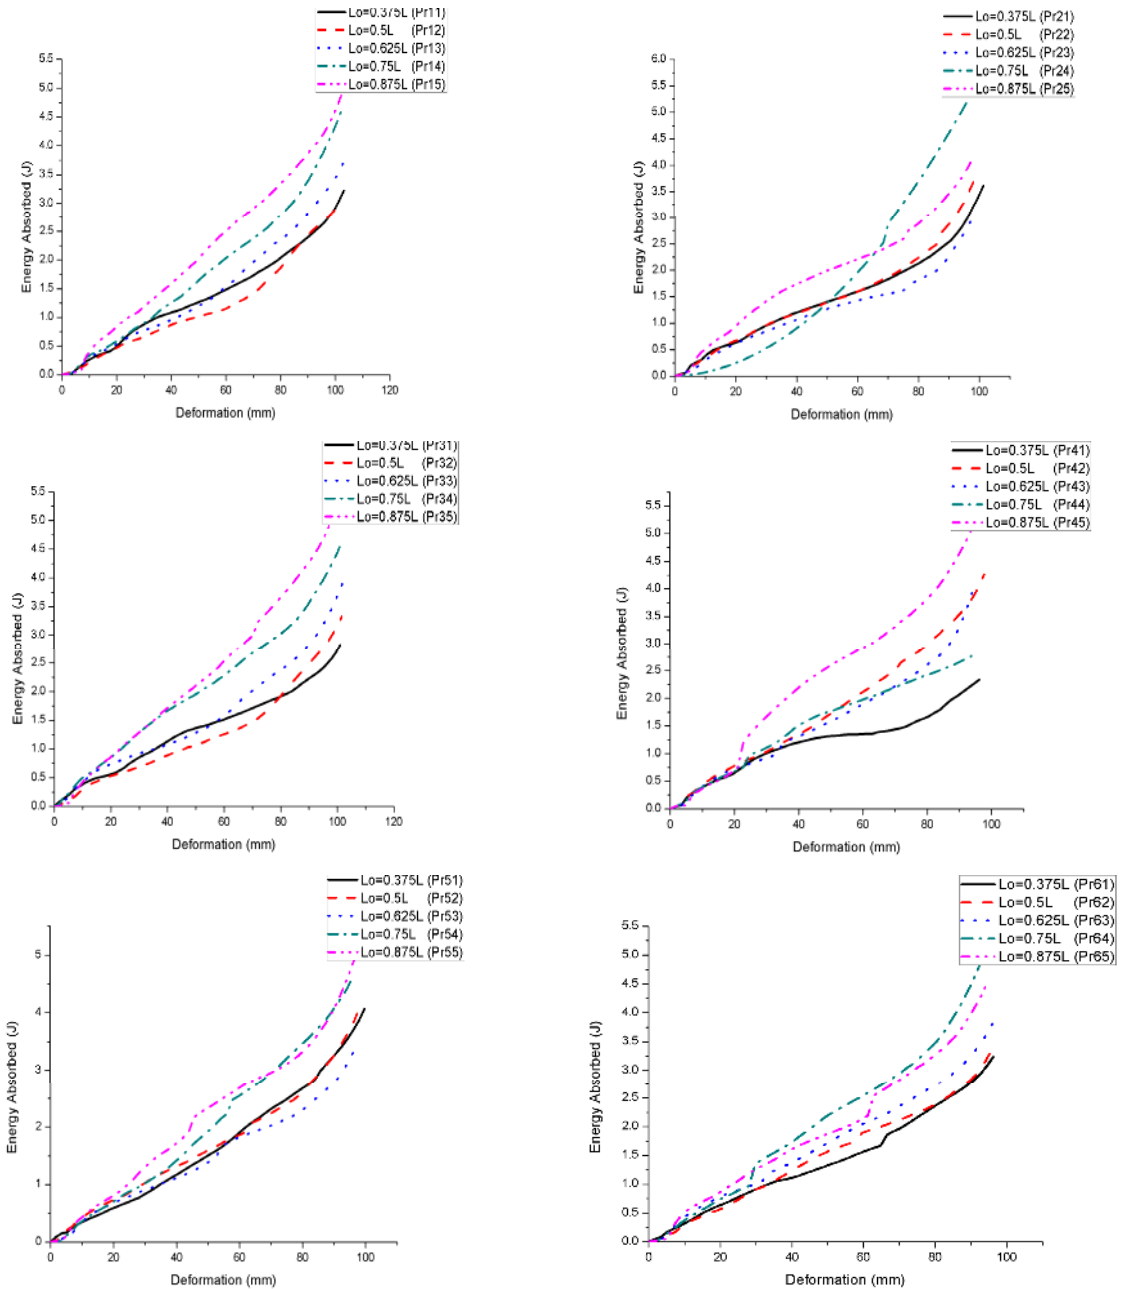 Lo=0.375L (Pr11)
Lo=0.5L (Pr12)
Lo=0.625L (Pr13)
Lo=0.75L (Pr14)
Lo=0.875L (Pr15)
5.5
5.0
4.5
4.0
3.5
3.0
2.5
2.0
1.5
1.0
0.5
0.0
Energy Absorbed (J)
0 20 40 60 80 100 120
Deformation (mm)
Lo=0.375L (Pr21)
Lo=0.5L (Pr22)
Lo=0.625L (Pr23)
Lo=0.75L (Pr24)
Lo=0.875L (Pr25)
6.0
5.5
5.0
4.5
4.0
3.5
3.0
2.5
2.0
1.5
1.0
0.5
0.0
Energy Absorbed (J)
0 20 40 60 80 100
Deformation (mm)
Lo=0.375L (Pr31)
Lo=0.5L (Pr32)
Lo=0.625L (Pr33)
Lo=0.75L (Pr34)
Lo=0.875L (Pr35)
5.5
5.0
4.5
4.0
3.5
3.0
2.5
2.0
1.5
1.0
0.5
0.0
Energy Absorbed (J)
0 20 40 60 80 100 120
Deformation (mm)
Lo=0.375L (Pr41)
Lo=0.5L (Pr42)
Lo=0.625L (Pr43)
Lo=0.75L (Pr44)
Lo=0.875L (Pr45)
5.5
5.0
4.5
4.0
3.5
3.0
2.5
2.0
1.5
1.0
0.5
0.0
Energy Absorbed (J)
0 20 40 60 80 100
Deformation (mm)
Lo=0.375L (Pr51)
Lo=0.5L (Pr52)
Lo=0.625L (Pr53)
Lo=0.75L (Pr54)
Lo=0.875L (Pr55)
5
4
3
2
1
0
Energy Absorbed (J)
0 20 40 60 80 100
Deformation (mm)
Lo=0.375L (Pr61)
Lo=0.5L (Pr62)
Lo=0.625L (Pr63)
Lo=0.75L (Pr64)
Lo=0.875L (Pr65)
5.5
5.0
4.5
4.0
3.5
3.0
2.5
2.0
1.5
1.0
0.5
0.0
Energy Absorbed (J)
0 20 40 60 80 100
Deformation (mm)